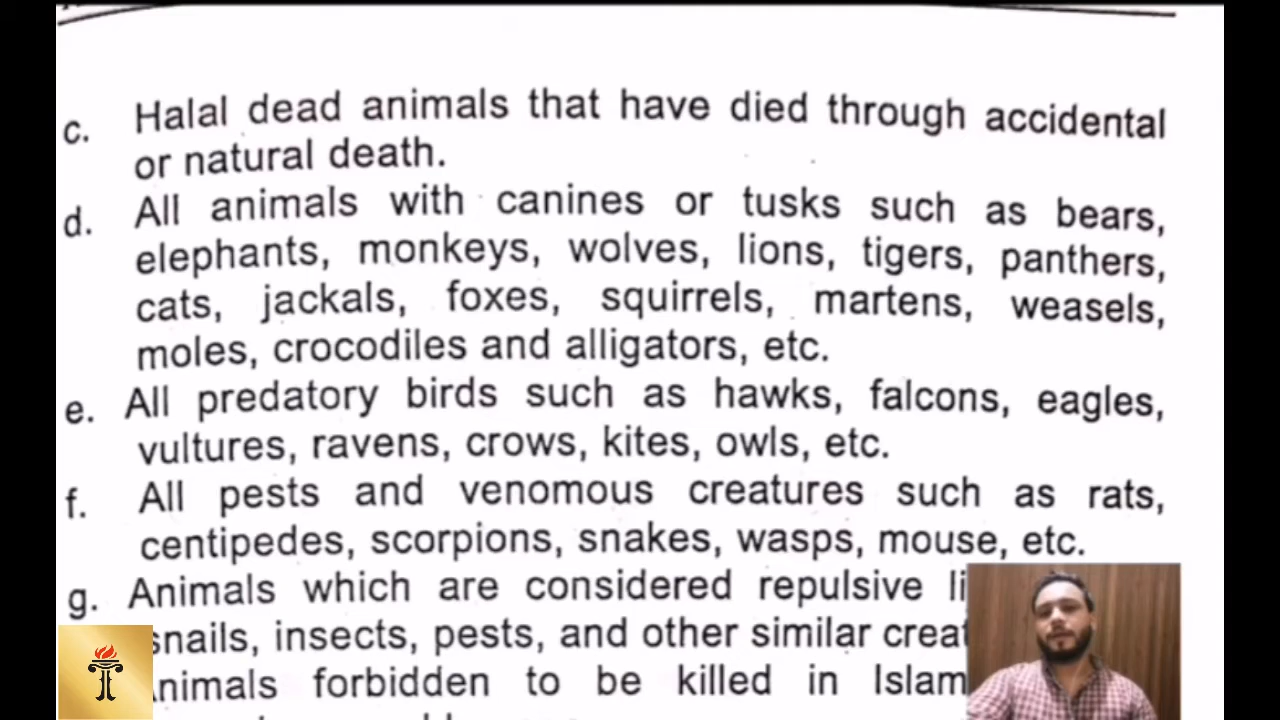 c. Halal dead animals that have died through accidental
or natural death.
d. All animals with canines or tusks such as bears,
elephants, monkeys, wolves, lions, tigers, panthers,
cats, jackals, foxes, squirrels, martens, weasels,
moles, crocodiles and alligators, etc.
e. All predatory birds such as hawks, falcons, eagles,
vultures, ravens, crows, kites, owls, etc.
f. All pests and venomous creatures such as rats,
centipedes, scorpions, snakes, wasps, mouse, etc.
g. Animals which are considered repulsive
snails, insects, pests, and other similar
forbidden to be killed in Islam